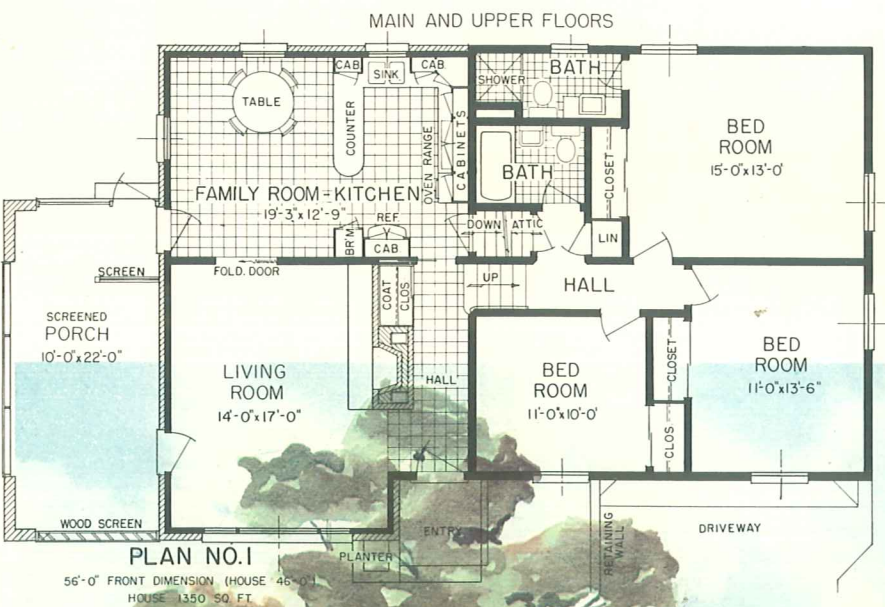 MAIN AND UPPER FLOORS
CAB
SINK
CAB.
TABLE
COUNTER
OVEN RANGE
CABINETS
FAMILY ROOM-KITCHEN
19'-3"x12'-9"
BR'M
REF
CAB.
SHOWER
BATH
BATH
CLOSET
LIN
BED
ROOM
15'-0"x13'-0'
DOWN
ATTIC
UP
HALL
SCREEN
FOLD. DOOR
SCREENED
PORCH
10'-0"x22'-0"
COAT
CLOS
LIVING
ROOM
14'-0"x17'-0"
HALL
BED
ROOM
11'-0"x10'-0'
CLOSET
CLOS
BED
ROOM
11'-0"x13'-6"
WOOD SCREEN
ENTRY
PLANTER
RETAINING
WALL
DRIVEWAY
PLAN NO.1
56'-0" FRONT DIMENSION (HOUSE 46'-0")
HOUSE 1350 SQ. FT.